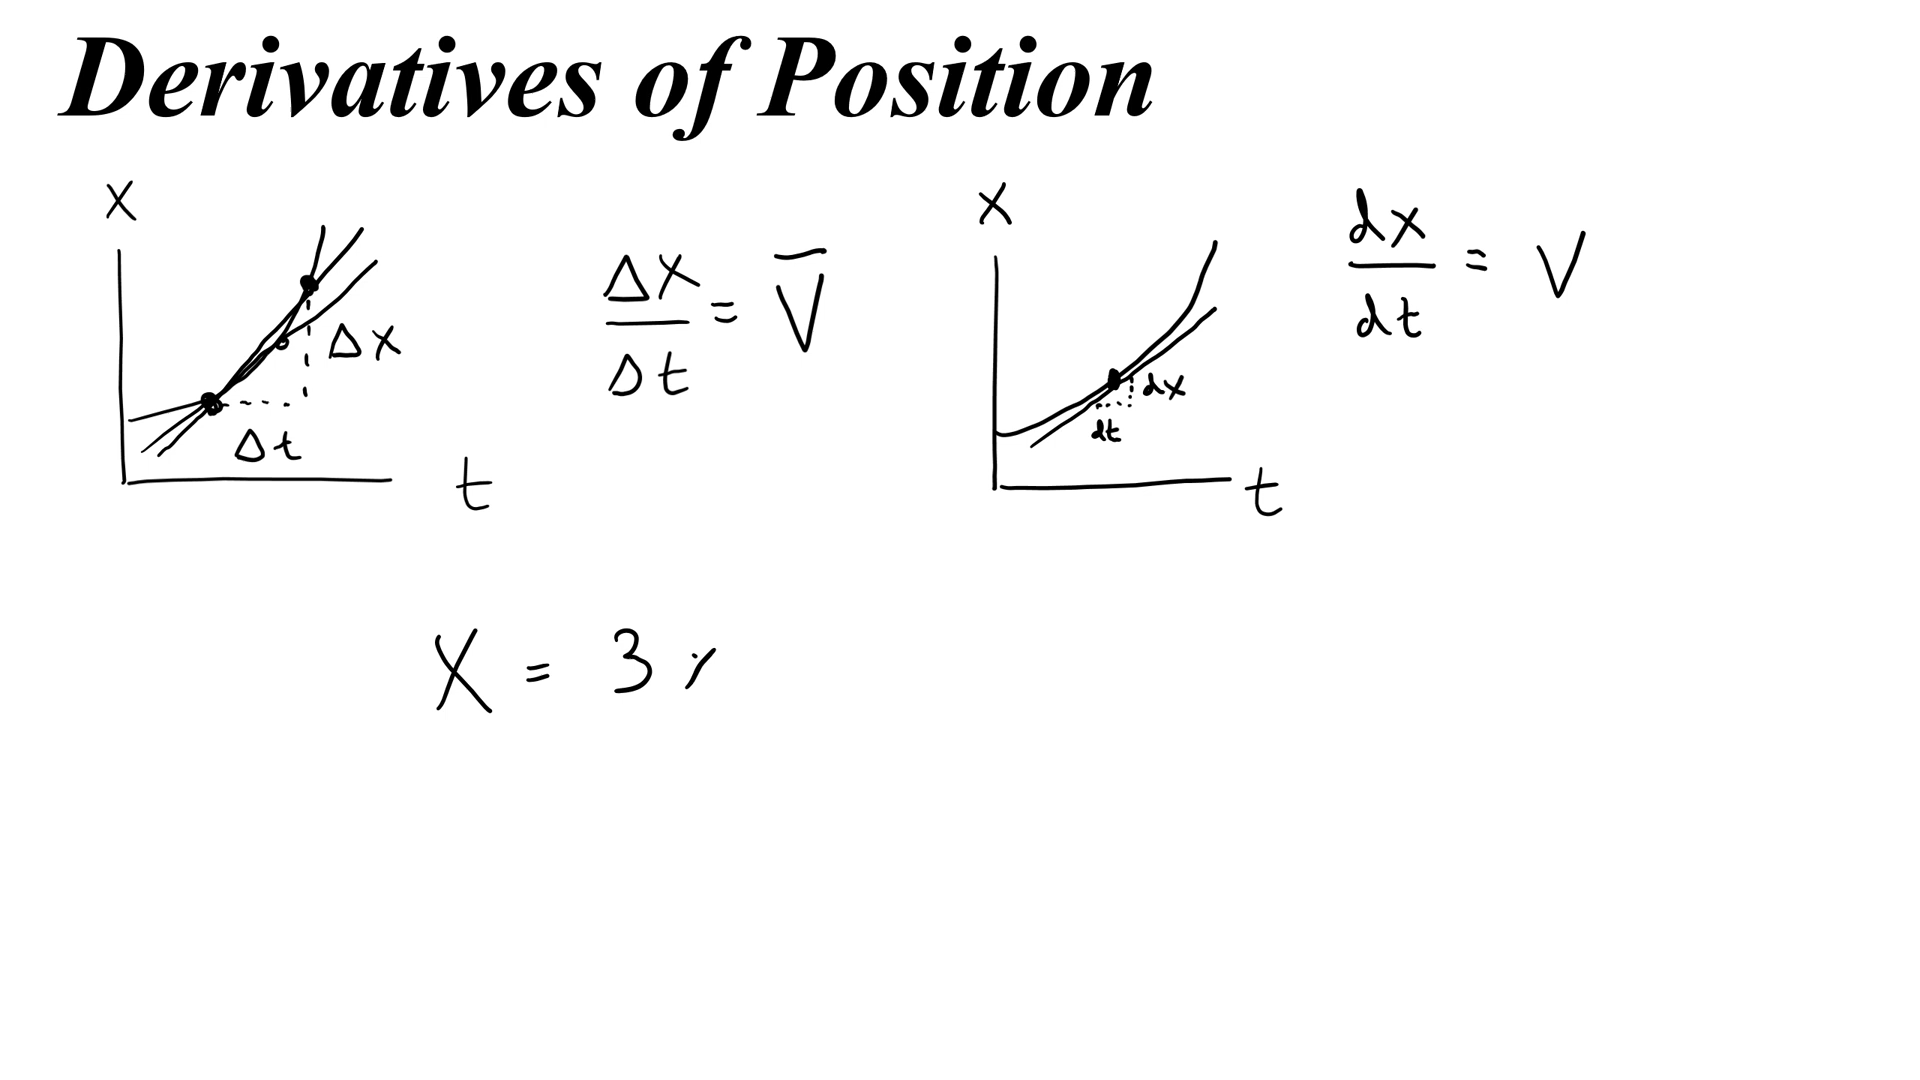 Derivatives of Position
x
Δx
Δt
t
Δx/Δt = V̅
x
dx
dt
t
dx/dt = V
X = 3